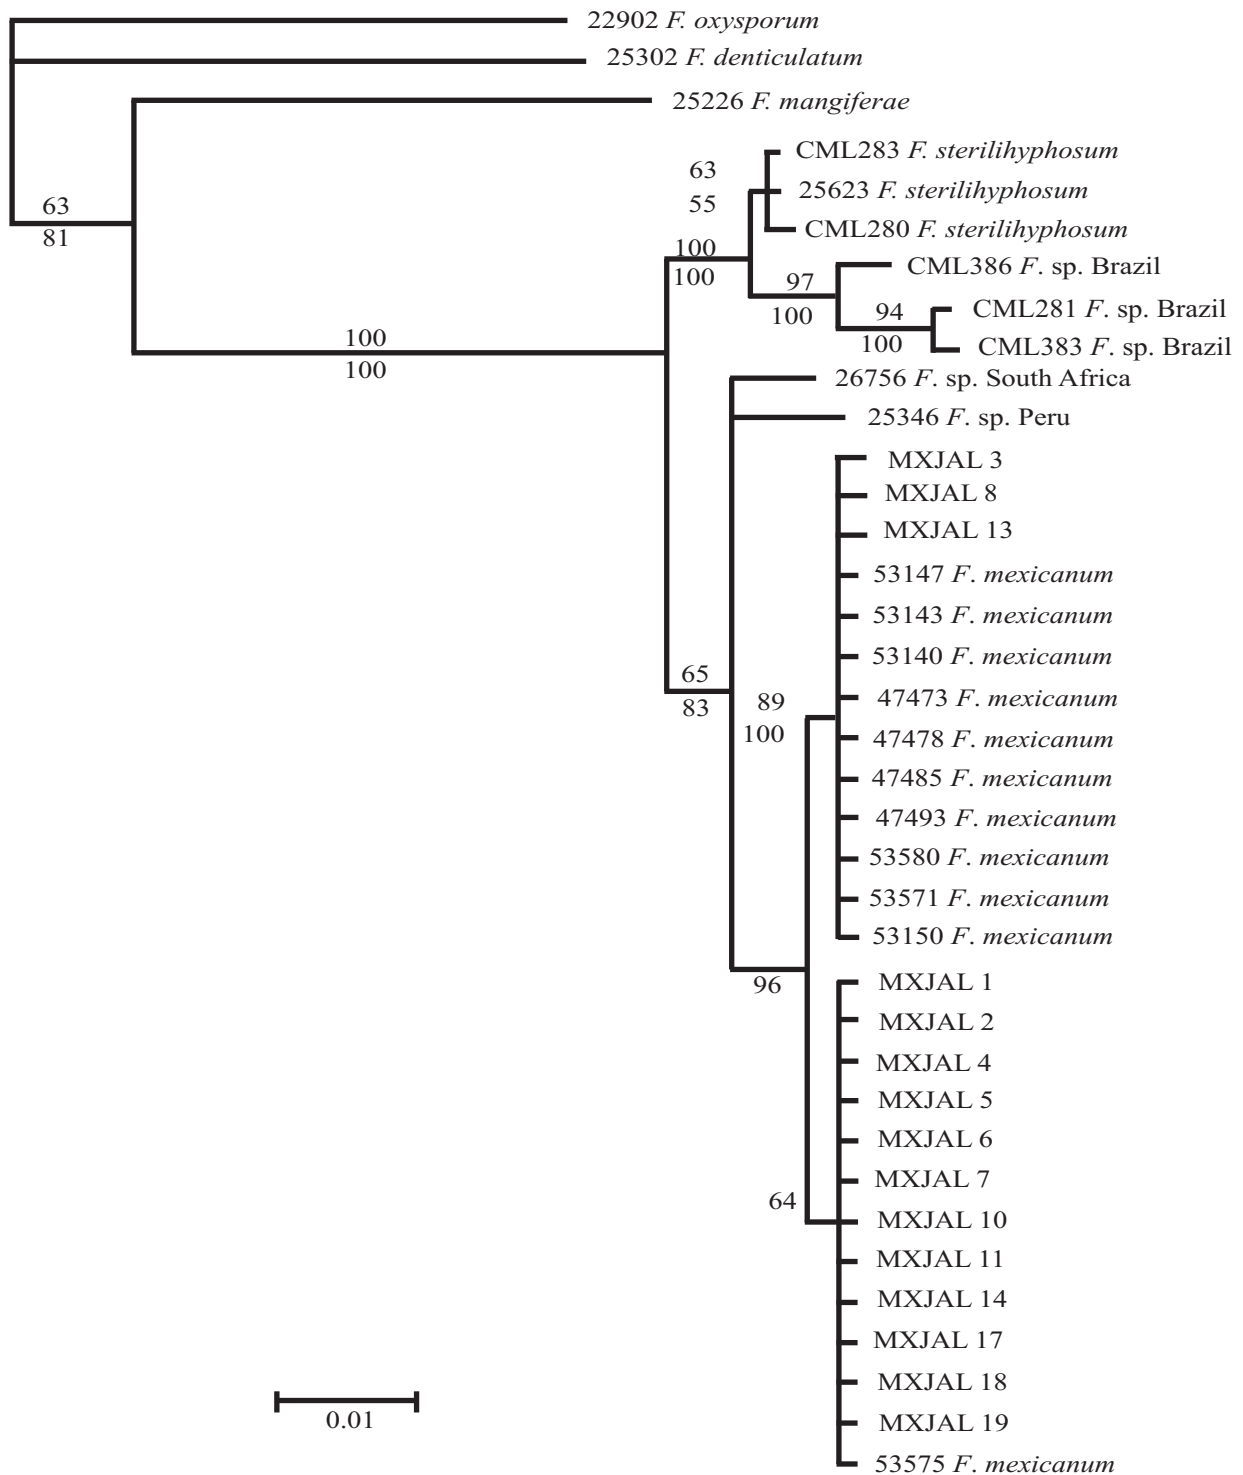 22902 F. oxysporum
25302 F. denticulatum
25226 F. mangiferae
CML283 F. sterilihyphosum
63
25623 F. sterilihyphosum
55
63
CML280 F. sterilihyphosum
81
100
CML386 F. sp. Brazil
100
97
CML281 F. sp. Brazil
94
100
100
CML383 F. sp. Brazil
100
100
26756 F. sp. South Africa
25346 F. sp. Peru
MXJAL 3
MXJAL 8
MXJAL 13
53147 F. mexicanum
53143 F. mexicanum
53140 F. mexicanum
65
47473 F. mexicanum
83
89
100
47478 F. mexicanum
47485 F. mexicanum
47493 F. mexicanum
53580 F. mexicanum
53571 F. mexicanum
53150 F. mexicanum
96
MXJAL 1
MXJAL 2
MXJAL 4
MXJAL 5
MXJAL 6
MXJAL 7
64
MXJAL 10
MXJAL 11
MXJAL 14
MXJAL 17
MXJAL 18
MXJAL 19
0.01
53575 F. mexicanum